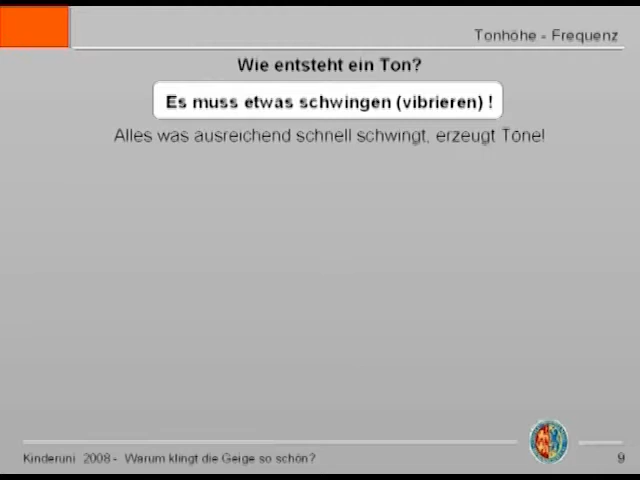 Tonhöhe - Frequenz
Wie entsteht ein Ton?
Es muss etwas schwingen (vibrieren) !
Alles was ausreichend schnell schwingt, erzeugt Töne!
Kinderuni 2008 - Warum klingt die Geige so schön?
9